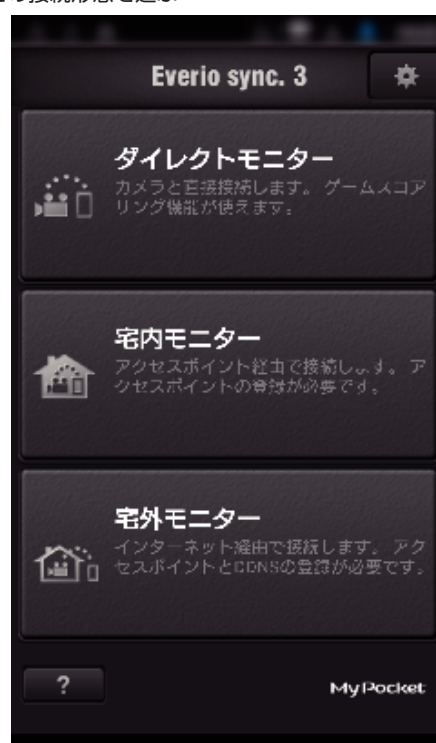 の接続形態を選ぶ
Everio sync. 3
ダイレクトモニター
カメラと直接接続します。 ゲームスコア
リング機能が使えます。
宅内モニター
アクセスポイント経由で接続します。 ア
クセスポイントの登録が必要です。
宅外モニター
インターネット経由で接続します。 アク
セスポイントとDDNSの登録が必要です。
?
MyPocket